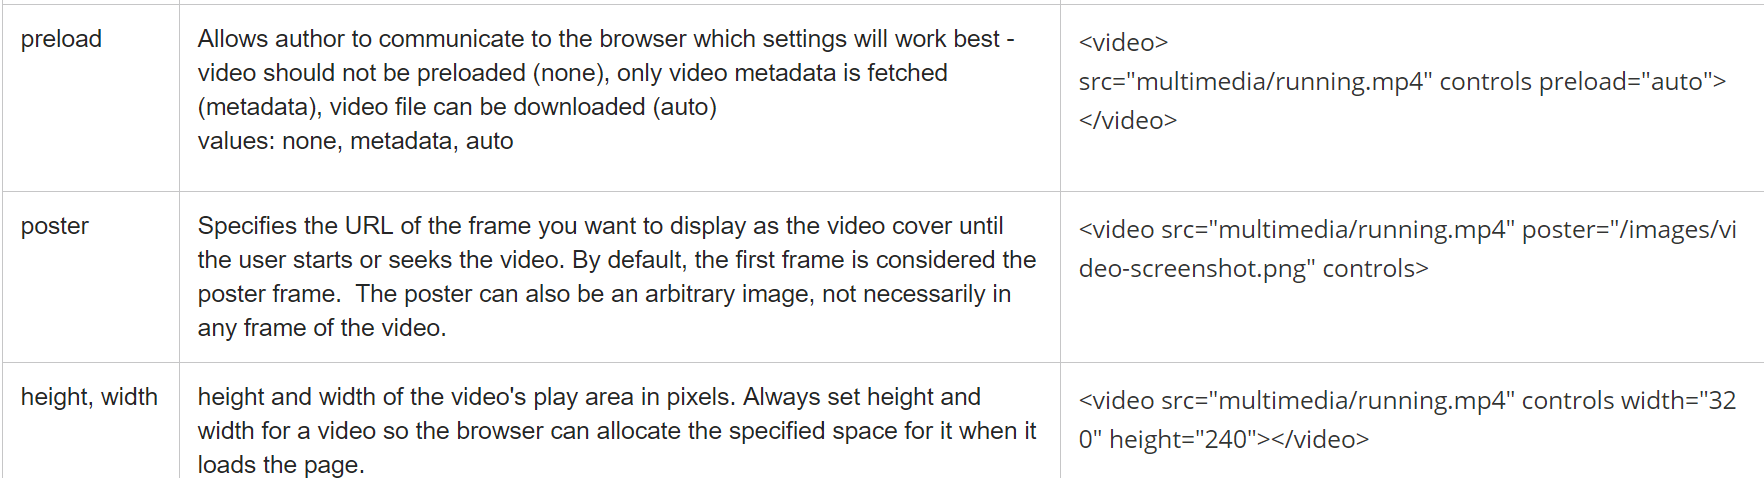 preload
Allows author to communicate to the browser which settings will work best -
video should not be preloaded (none), only video metadata is fetched
(metadata), video file can be downloaded (auto)
values: none, metadata, auto
<video>
src="multimedia/running.mp4" controls preload="auto">
</video>
poster
Specifies the URL of the frame you want to display as the video cover until
the user starts or seeks the video. By default, the first frame is considered the
poster frame.  The poster can also be an arbitrary image, not necessarily in
any frame of the video.
<video src="multimedia/running.mp4" poster="/images/vi
deo-screenshot.png" controls>
height, width
height and width of the video's play area in pixels. Always set height and
width for a video so the browser can allocate the specified space for it when it
loads the page.
<video src="multimedia/running.mp4" controls width="32
0" height="240"></video>